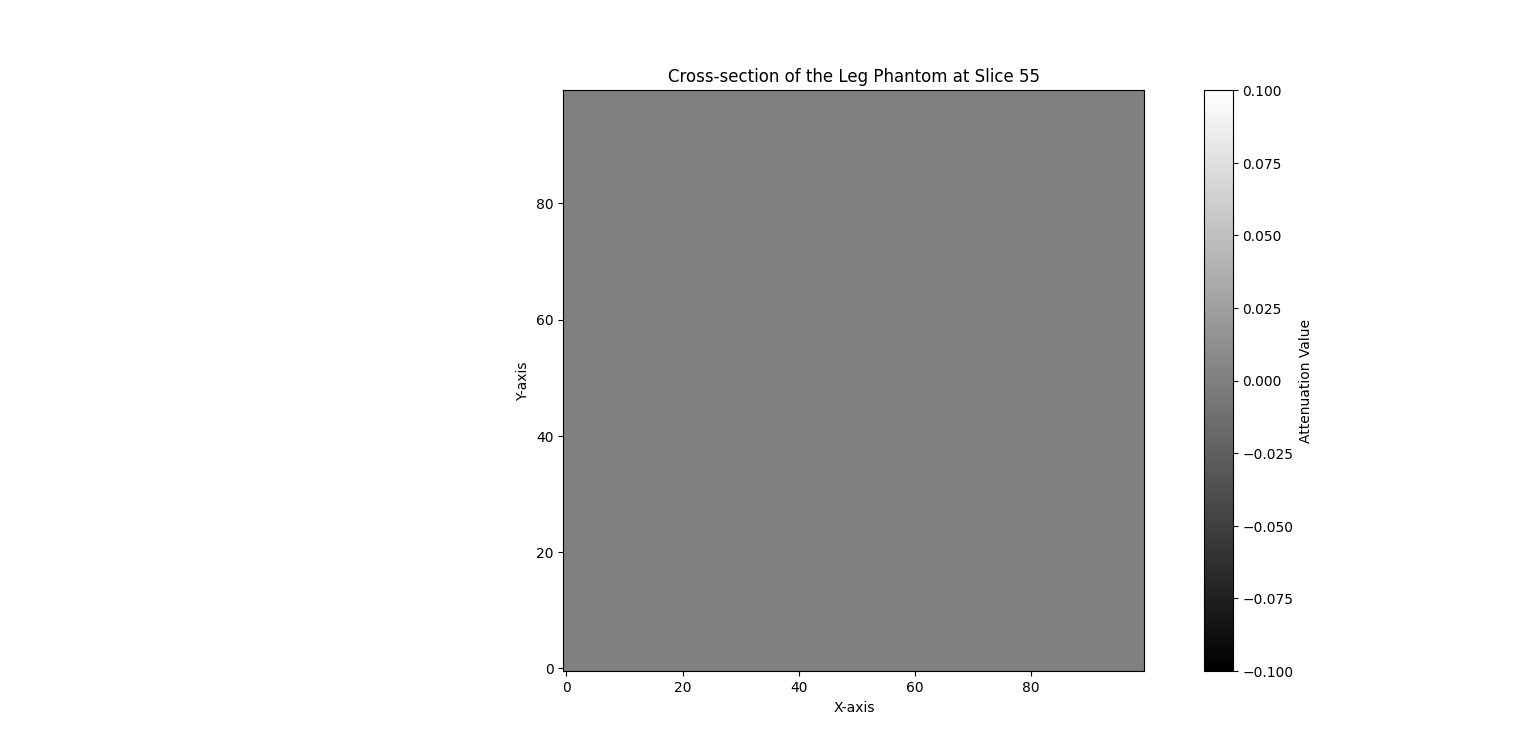 Cross-section of the Leg Phantom at Slice 55
80
60
40
20
0
Y-axis
0 20 40 60 80
X-axis
0.100
0.075
0.050
0.025
0.000
−0.025
−0.050
−0.075
−0.100
Attenuation Value